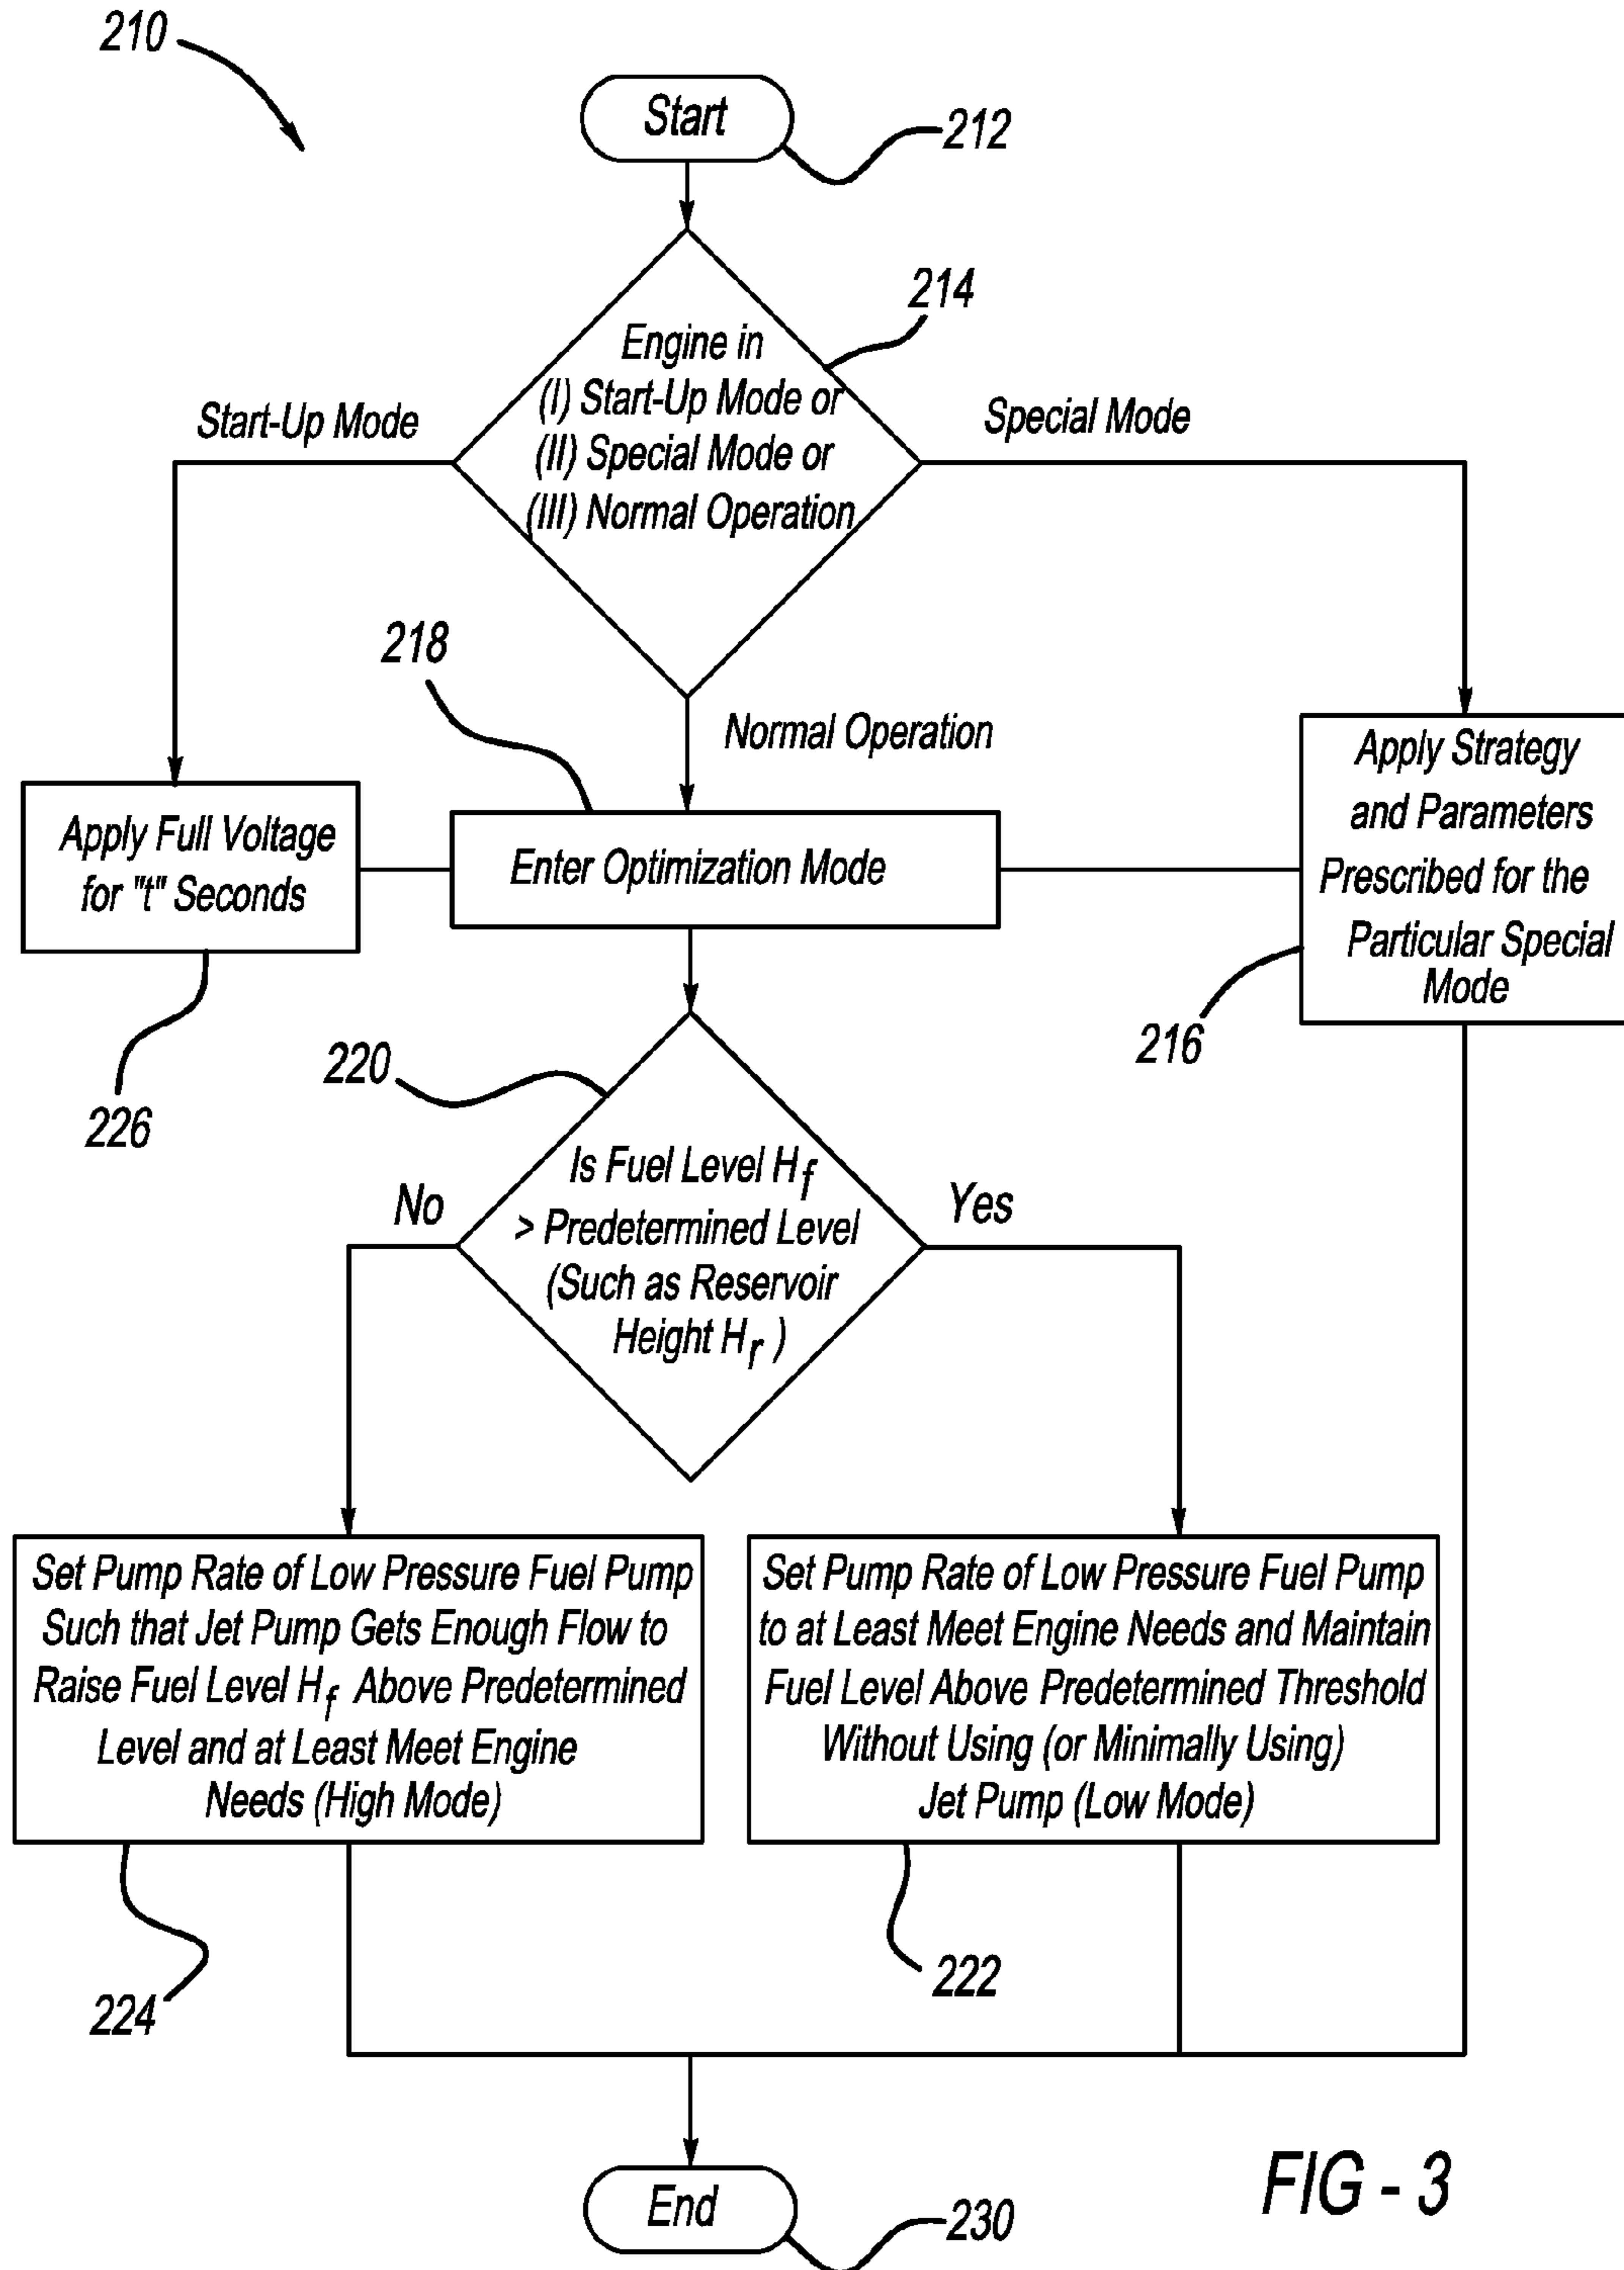 210
Start
212
214
Engine in
(I) Start-Up Mode or
(II) Special Mode or
(III) Normal Operation
Start-Up Mode
Special Mode
218
Normal Operation
Apply Full Voltage
for "t" Seconds
Enter Optimization Mode
Apply Strategy
and Parameters
Prescribed for the
Particular Special
Mode
226
216
220
Is Fuel Level Hf
> Predetermined Level
(Such as Reservoir
Height Hr )
No
Yes
Set Pump Rate of Low Pressure Fuel Pump
Such that Jet Pump Gets Enough Flow to
Raise Fuel Level Hf Above Predetermined
Level and at Least Meet Engine
Needs (High Mode)
Set Pump Rate of Low Pressure Fuel Pump
to at Least Meet Engine Needs and Maintain
Fuel Level Above Predetermined Threshold
Without Using (or Minimally Using)
Jet Pump (Low Mode)
224
222
End
230
FIG - 3